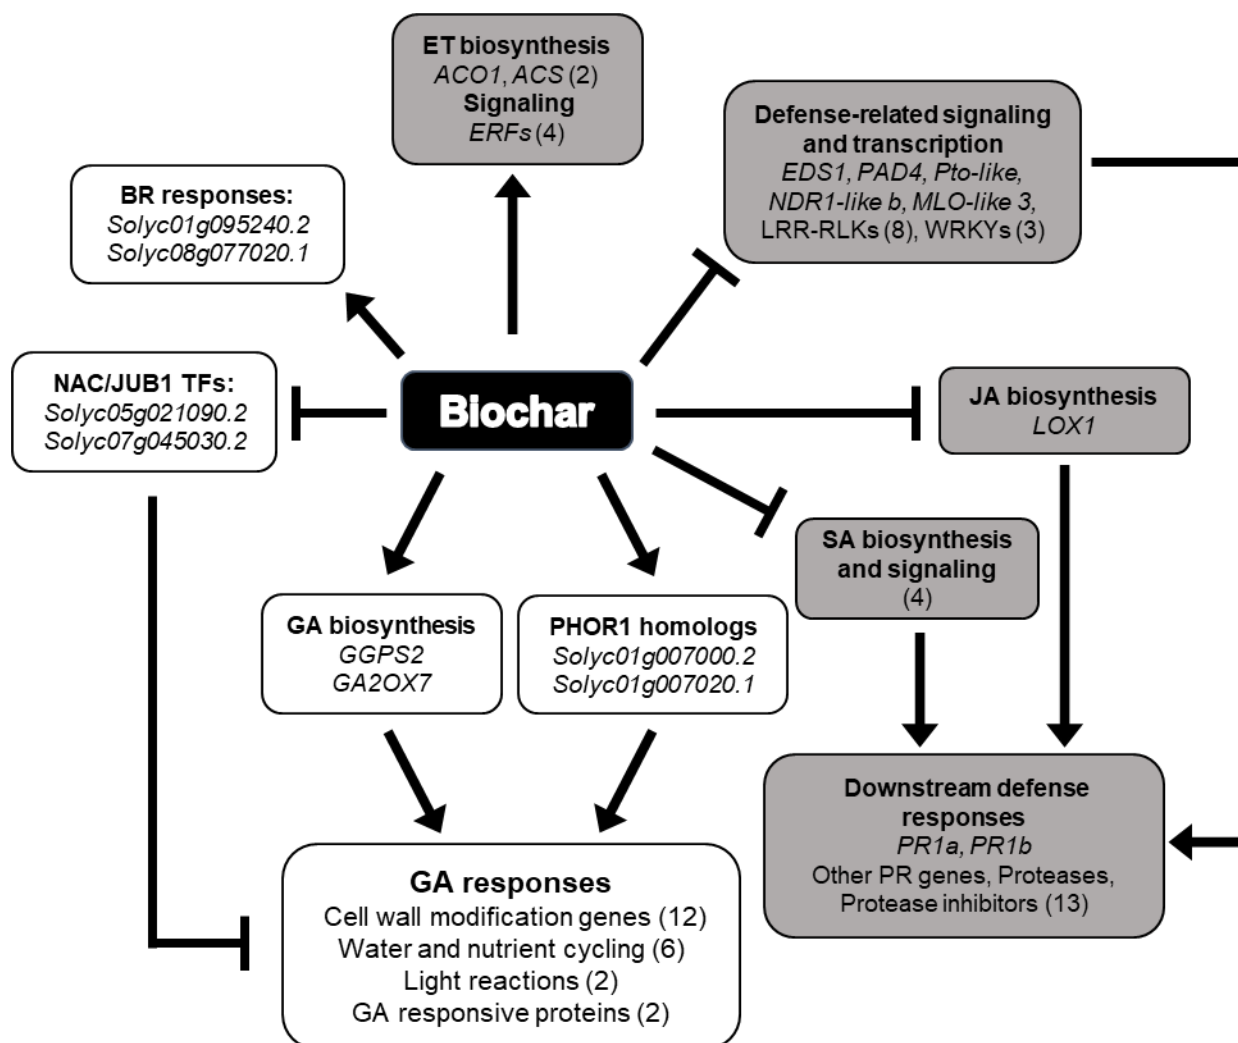 ET biosynthesis
ACO1, ACS (2)
Signaling
ERFs (4)
Defense-related signaling
and transcription
EDS1, PAD4, Pto-like,
NDR1-like b, MLO-like 3,
LRR-RLKs (8), WRKYs (3)
BR responses:
Solyc01g095240.2
Solyc08g077020.1
NAC/JUB1 TFs:
Solyc05g021090.2
Solyc07g045030.2
Biochar
JA biosynthesis
LOX1
SA biosynthesis
and signaling
(4)
GA biosynthesis
GGPS2
GA2OX7
PHOR1 homologs
Solyc01g007000.2
Solyc01g007020.1
Downstream defense
responses
PR1a, PR1b
Other PR genes, Proteases,
Protease inhibitors (13)
GA responses
Cell wall modification genes (12)
Water and nutrient cycling (6)
Light reactions (2)
GA responsive proteins (2)